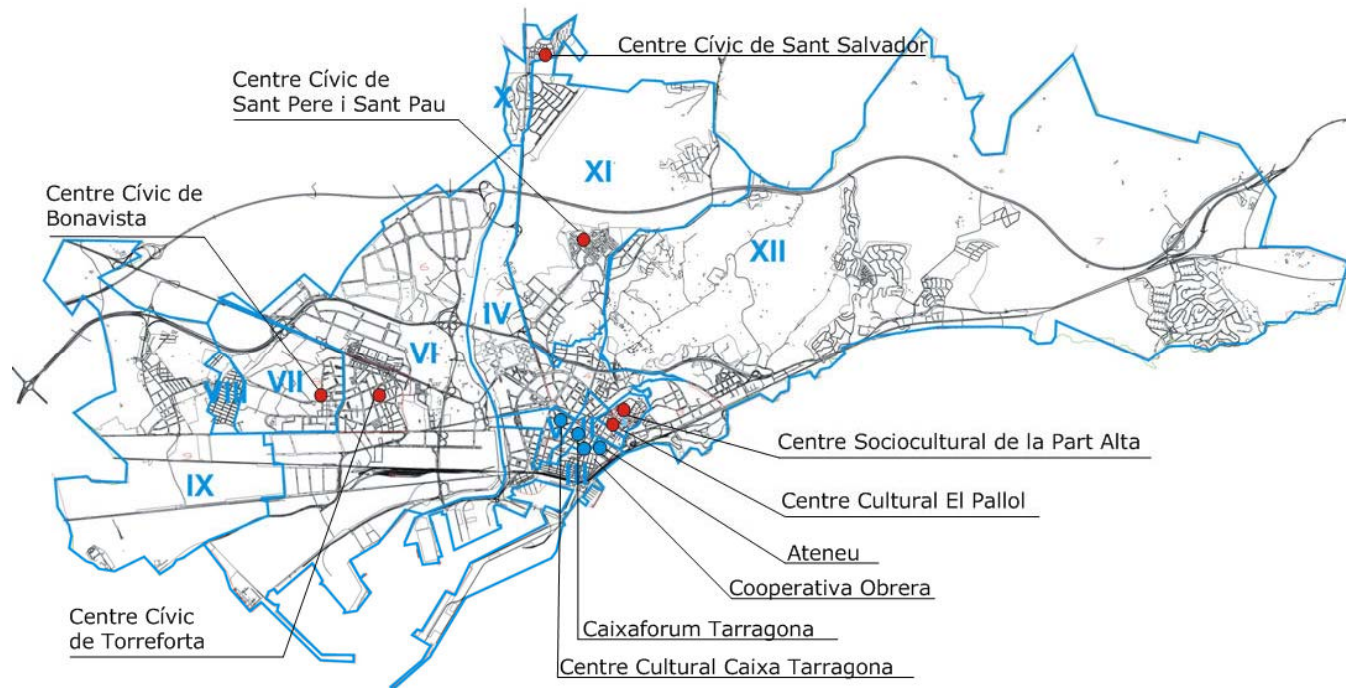 Centre Cívic de Sant Salvador
Centre Cívic de
Sant Pere i Sant Pau
X
XI
Centre Cívic de
Bonavista
XII
IV
VI
VIII
VII
IX
III
Centre Sociocultural de la Part Alta
Centre Cultural El Pallol
Ateneu
Cooperativa Obrera
Centre Cívic
de Torreforta
Caixaforum Tarragona
Centre Cultural Caixa Tarragona